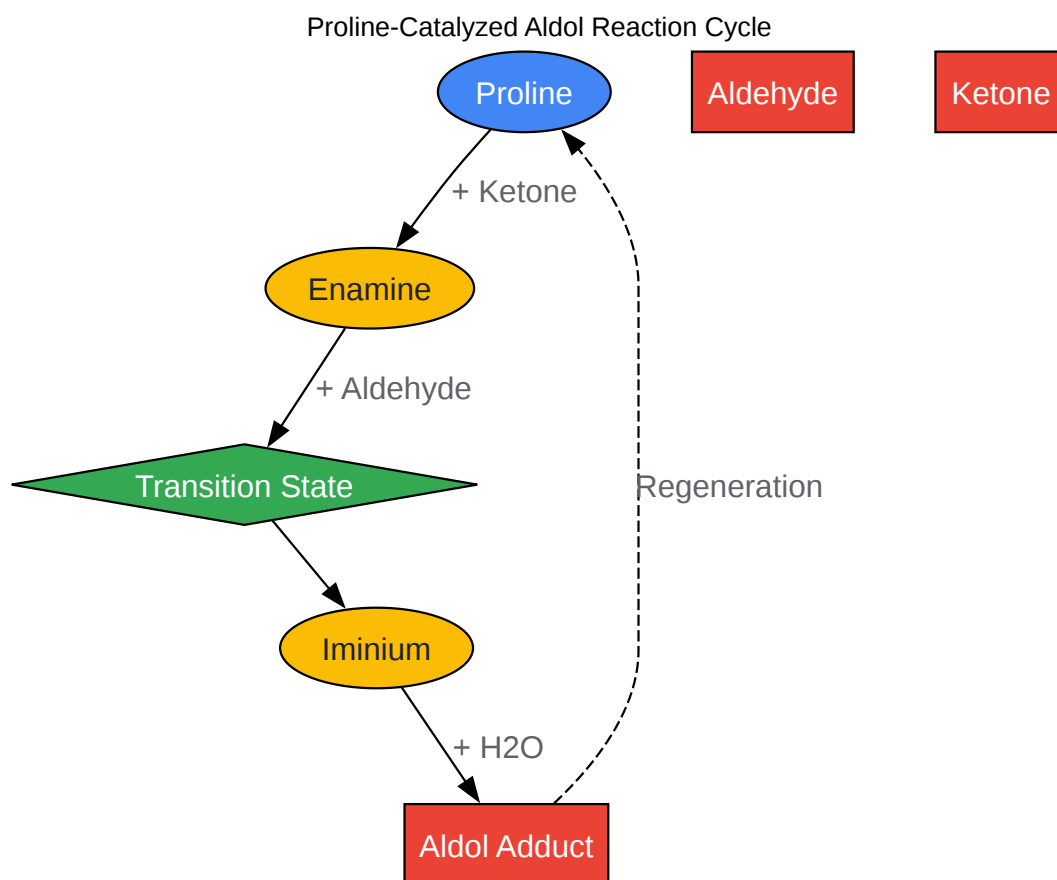 Proline-Catalyzed Aldol Reaction Cycle
Proline
Aldehyde
Ketone
+ Ketone
Enamine
+ Aldehyde
Transition State
Regeneration
Iminium
+ H2O
Aldol Adduct